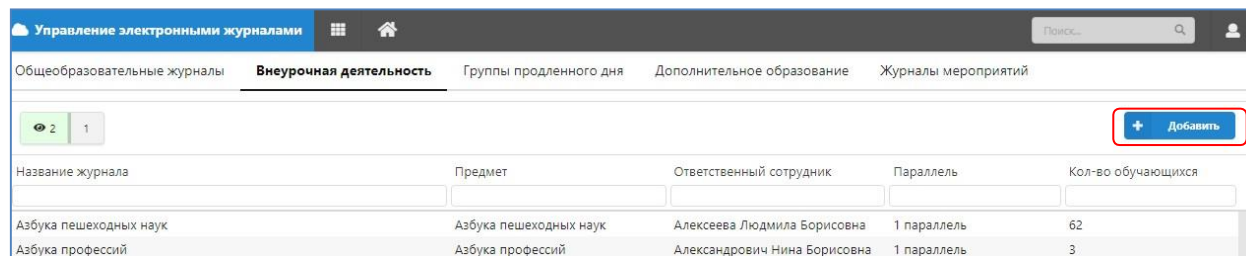 Управление электронными журналами
Поиск...
Общеобразовательные журналы Внеурочная деятельность Группы продленного дня Дополнительное образование Журналы мероприятий
2 1 + Добавить
Название журнала Предмет Ответственный сотрудник Параллель Кол-во обучающихся
Азбука пешеходных наук Азбука пешеходных наук Алексеева Людмила Борисовна 1 параллель 62
Азбука профессий Азбука профессий Александрович Нина Борисовна 1 параллель 3